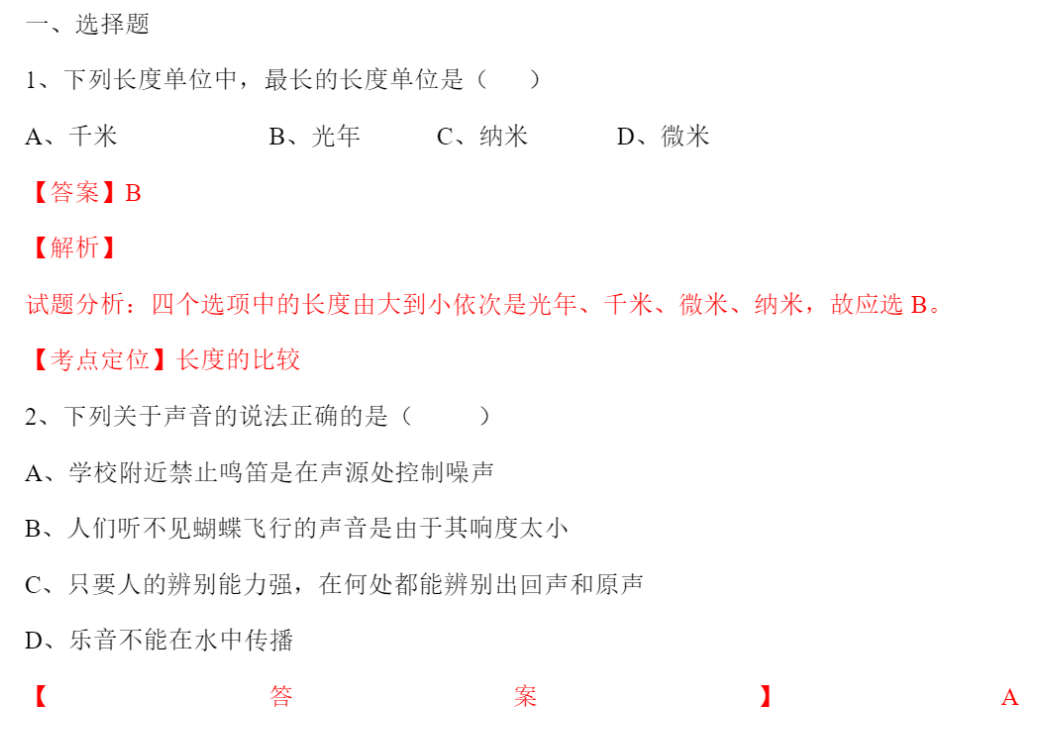 一、选择题
1、下列长度单位中，最长的长度单位是（  ）
A、千米 B、光年 C、纳米 D、微米
【答案】B
【解析】
试题分析：四个选项中的长度由大到小依次是光年、千米、微米、纳米，故应选 B。
【考点定位】长度的比较
2、下列关于声音的说法正确的是（  ）
A、学校附近禁止鸣笛是在声源处控制噪声
B、人们听不见蝴蝶飞行的声音是由于其响度太小
C、只要人的辨别能力强，在何处都能辨别出回声和原声
D、乐音不能在水中传播
【答案】A